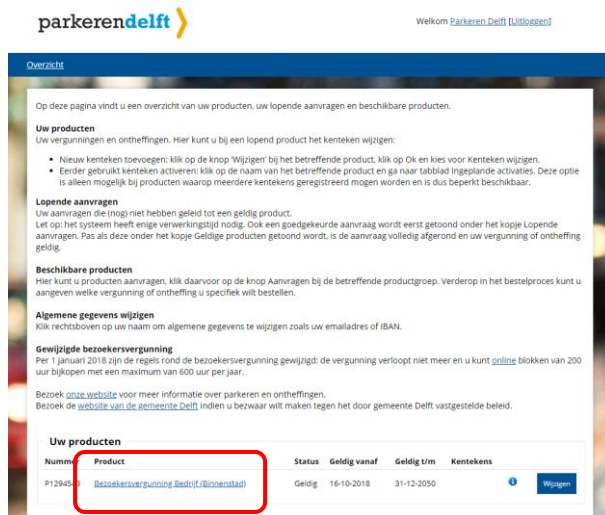 parkerendelft
Welkom Parkeren Delft [Uitloggen]
Overzicht
Op deze pagina vindt u een overzicht van uw producten, uw lopende aanvragen en beschikbare producten.
Uw producten
Uw vergunningen en ontheffingen. Hier kunt u bij een lopend product het kenteken wijzigen:
• Nieuw kenteken toevoegen: klik op de knop 'Wijzigen' bij het betreffende product, klik op Ok en kies voor Kenteken wijzigen.
• Eerder gebruikt kenteken activeren: klik op de naam van het betreffende product en ga naar tabblad Ingeplande activaties. Deze optie
is alleen mogelijk bij producten waarop meerdere kentekens geregistreerd mogen worden en is dus beperkt beschikbaar.
Lopende aanvragen
Uw aanvragen die (nog) niet hebben geleid tot een geldig product.
Let op: het systeem heeft enige verwerkingstijd nodig. Ook een goedgekeurde aanvraag wordt eerst getoond onder het kopje Lopende
aanvragen. Pas als deze onder het kopje Geldige producten getoond wordt, is de aanvraag volledig afgerond en uw vergunning of ontheffing
geldig.
Beschikbare producten
Hier kunt u producten aanvragen, klik daarvoor op de knop Aanvragen bij de betreffende productgroep. Verderop in het bestelproces kunt u
aangeven welke vergunning of ontheffing u specifiek wilt bestellen.
Algemene gegevens wijzigen
Klik rechtsboven op uw naam om algemene gegevens te wijzigen zoals uw emailadres of IBAN.
Gewijzigde bezoekersvergunning
Per 1 januari 2018 zijn de regels rond de bezoekersvergunning gewijzigd: de vergunning verloopt niet meer en u kunt online blokken van 200
uur bijkopen met een maximum van 600 uur per jaar.
Bezoek onze website voor meer informatie over parkeren en ontheffingen.
Bezoek de website van de gemeente Delft indien u bezwaar wilt maken tegen het door gemeente Delft vastgestelde beleid.
Uw producten
Nummer Product Status Geldig vanaf Geldig t/m Kentekens
Bezoekersvergunning Bedrijf (Binnenstad) Geldig 16-10-2018 31-12-2050 Wijzigen